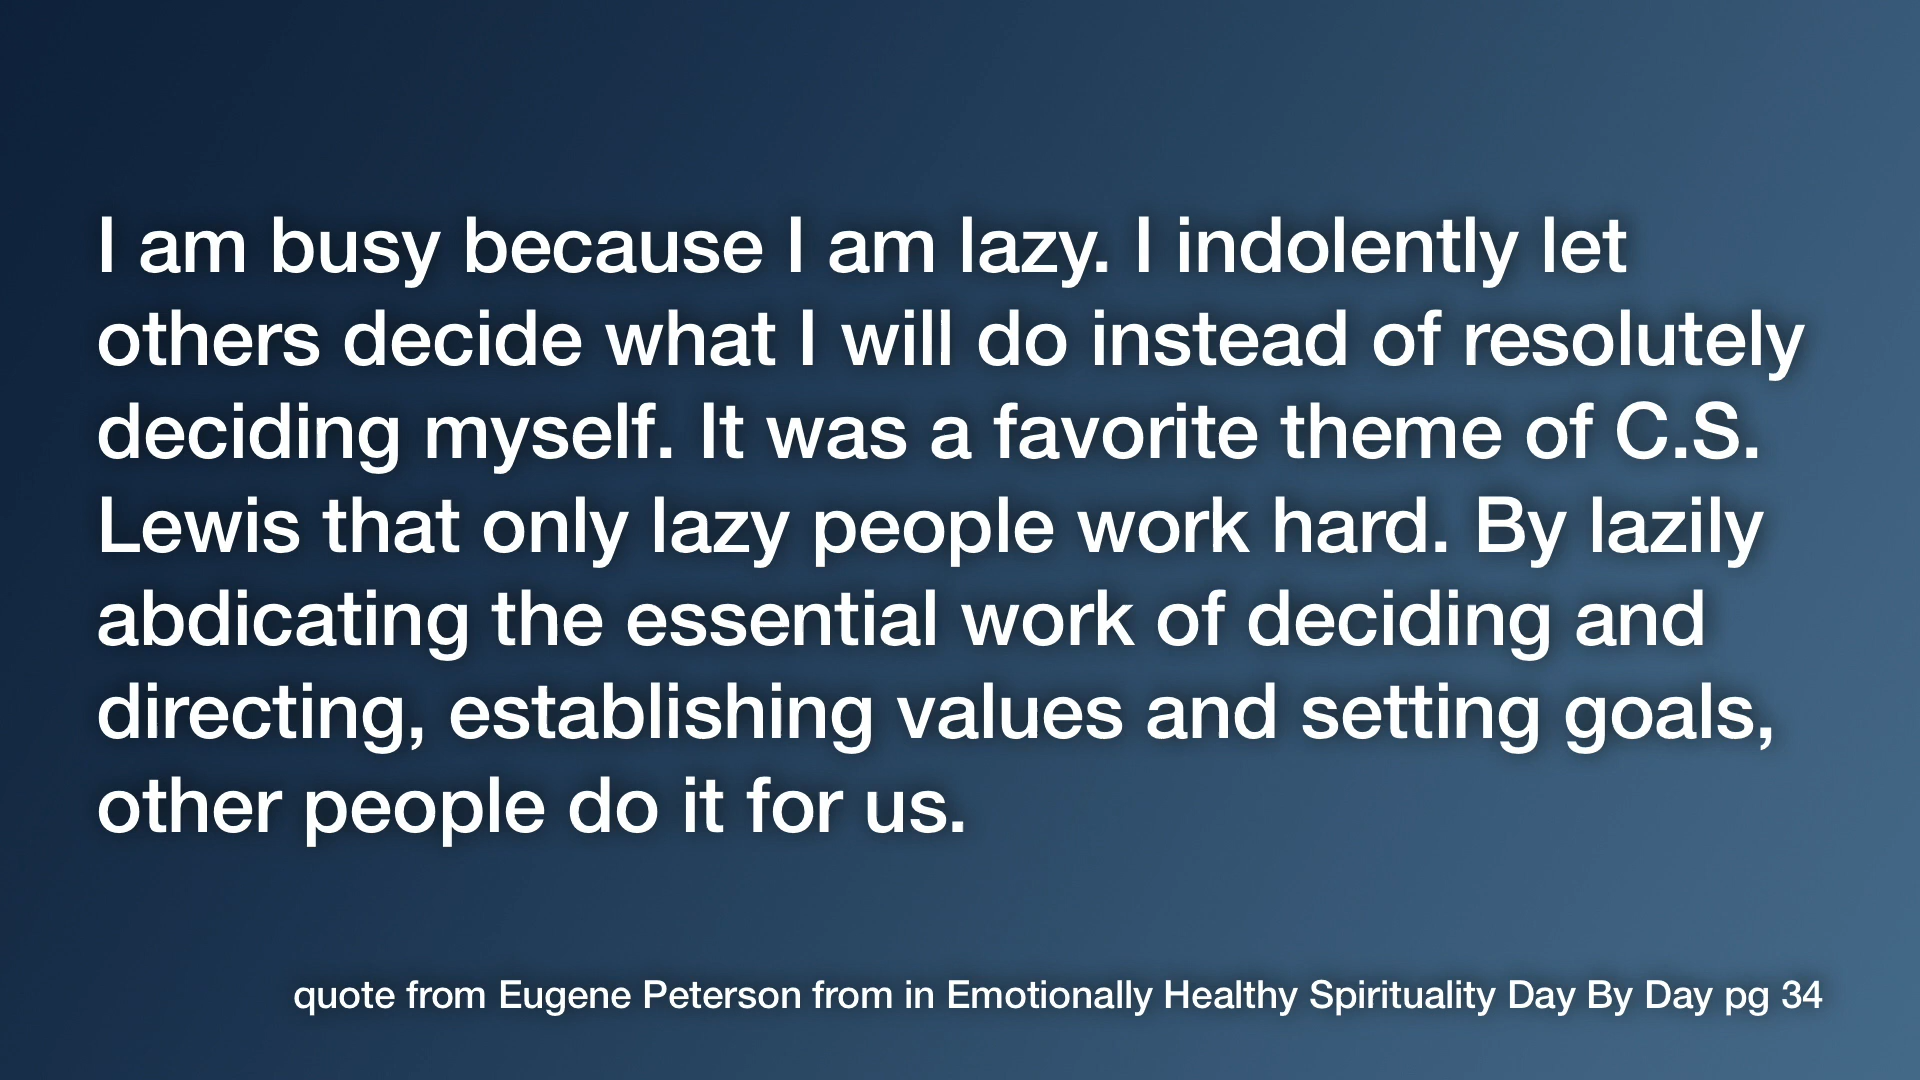 I am busy because I am lazy. I indolently let
others decide what I will do instead of resolutely
deciding myself. It was a favorite theme of C.S.
Lewis that only lazy people work hard. By lazily
abdicating the essential work of deciding and
directing, establishing values and setting goals,
other people do it for us.
quote from Eugene Peterson from in Emotionally Healthy Spirituality Day By Day pg 34